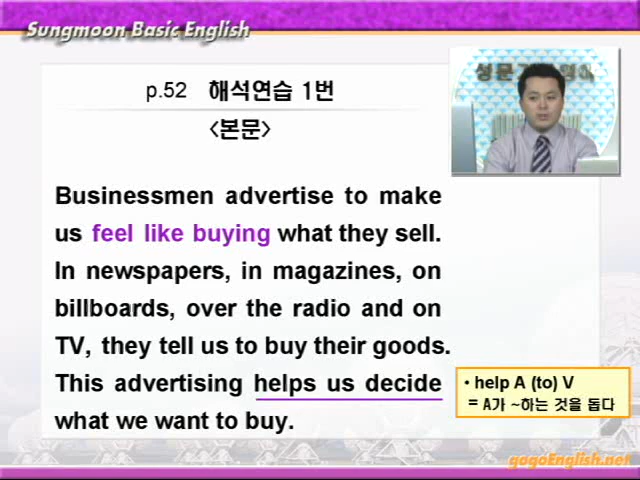 Sungmoon Basic English
p.52 해석연습 1번
<본문>
Businessmen advertise to make
us feel like buying what they sell.
In newspapers, in magazines, on
billboards, over the radio and on
TV, they tell us to buy their goods.
This advertising helps us decide
what we want to buy.
• help A (to) V
= A가 ~하는 것을 돕다
gogoEnglish.net